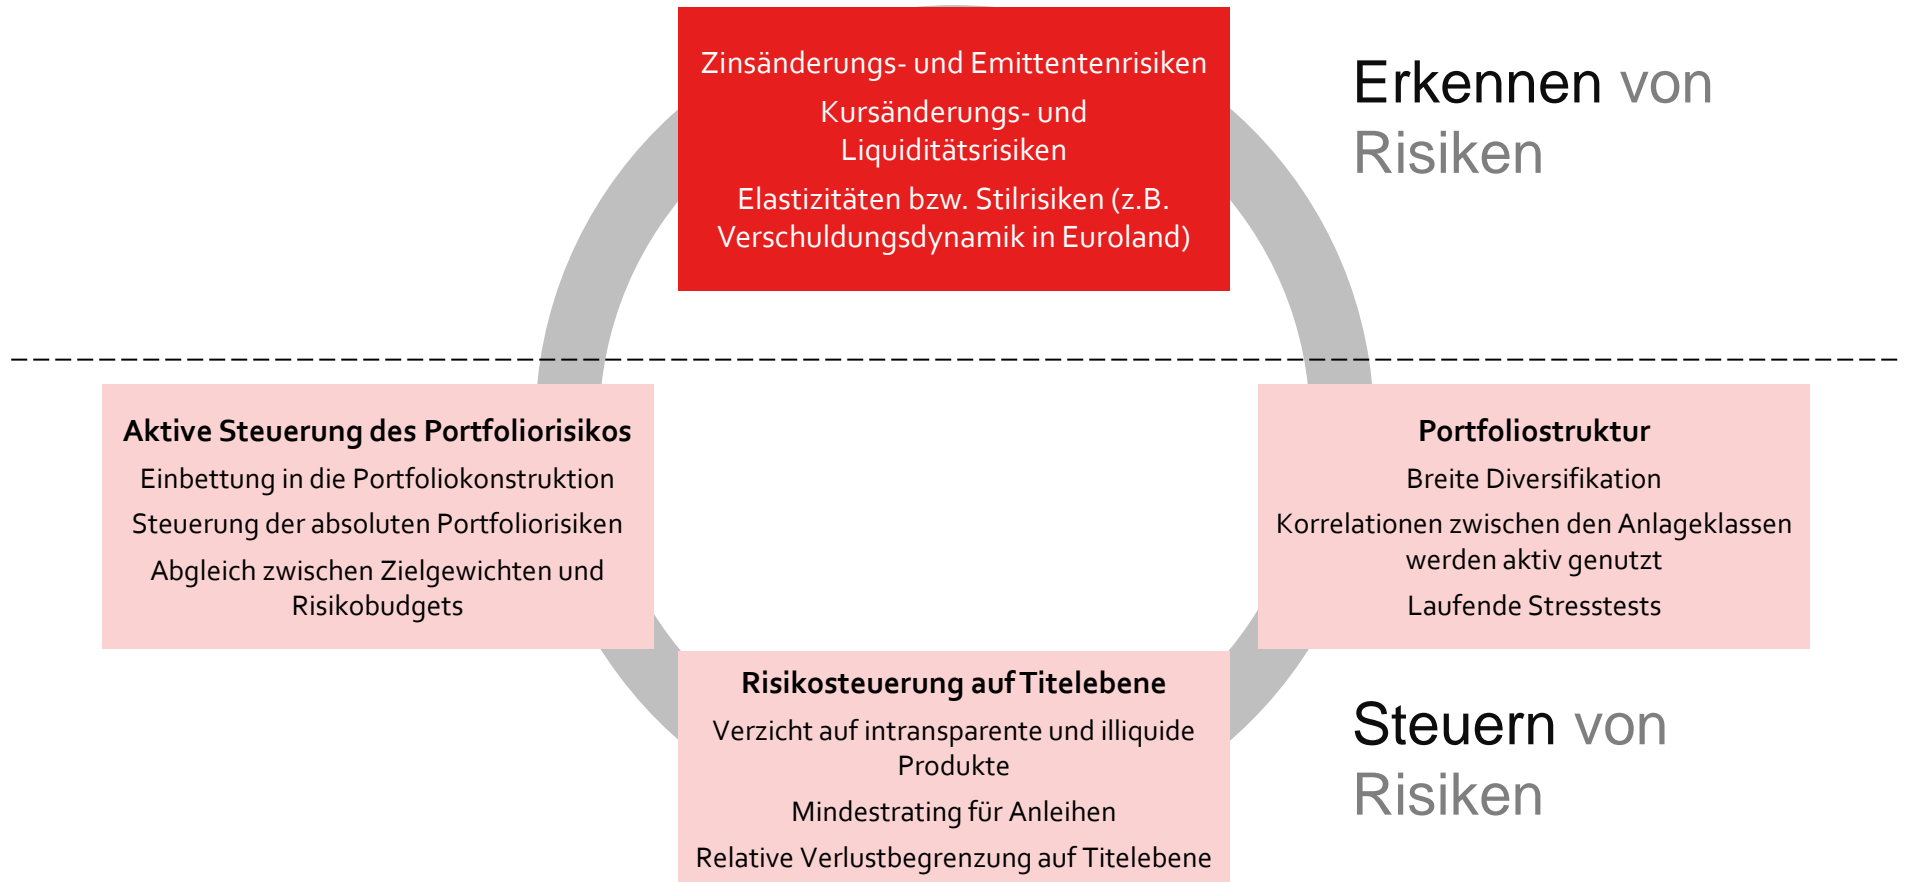 Zinsänderungs- und Emittentenrisiken
Kursänderungs- und
Liquiditätsrisiken
Elastizitäten bzw. Stilrisiken (z.B.
Verschuldungsdynamik in Euroland)
Erkennen von
Risiken
Aktive Steuerung des Portfoliorisikos
Einbettung in die Portfoliokonstruktion
Steuerung der absoluten Portfoliorisiken
Abgleich zwischen Zielgewichten und
Risikobudgets
Portfoliostruktur
Breite Diversifikation
Korrelationen zwischen den Anlageklassen
werden aktiv genutzt
Laufende Stresstests
Risikosteuerung auf Titelebene
Verzicht auf intransparente und illiquide
Produkte
Mindestrating für Anleihen
Relative Verlustbegrenzung auf Titelebene
Steuern von
Risiken